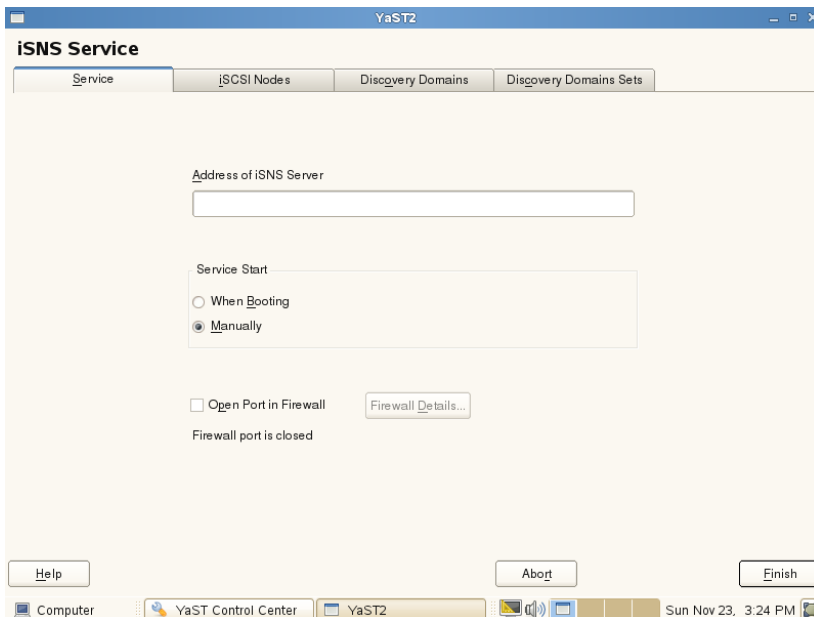 YaST2
iSNS Service
Service
iSCSI Nodes
Discovery Domains
Discovery Domains Sets
Address of iSNS Server
Service Start
When Booting
Manually
Open Port in Firewall
Firewall Details...
Firewall port is closed
Help
Abort
Finish
Computer
YaST Control Center
YaST2
Sun Nov 23, 3:24 PM